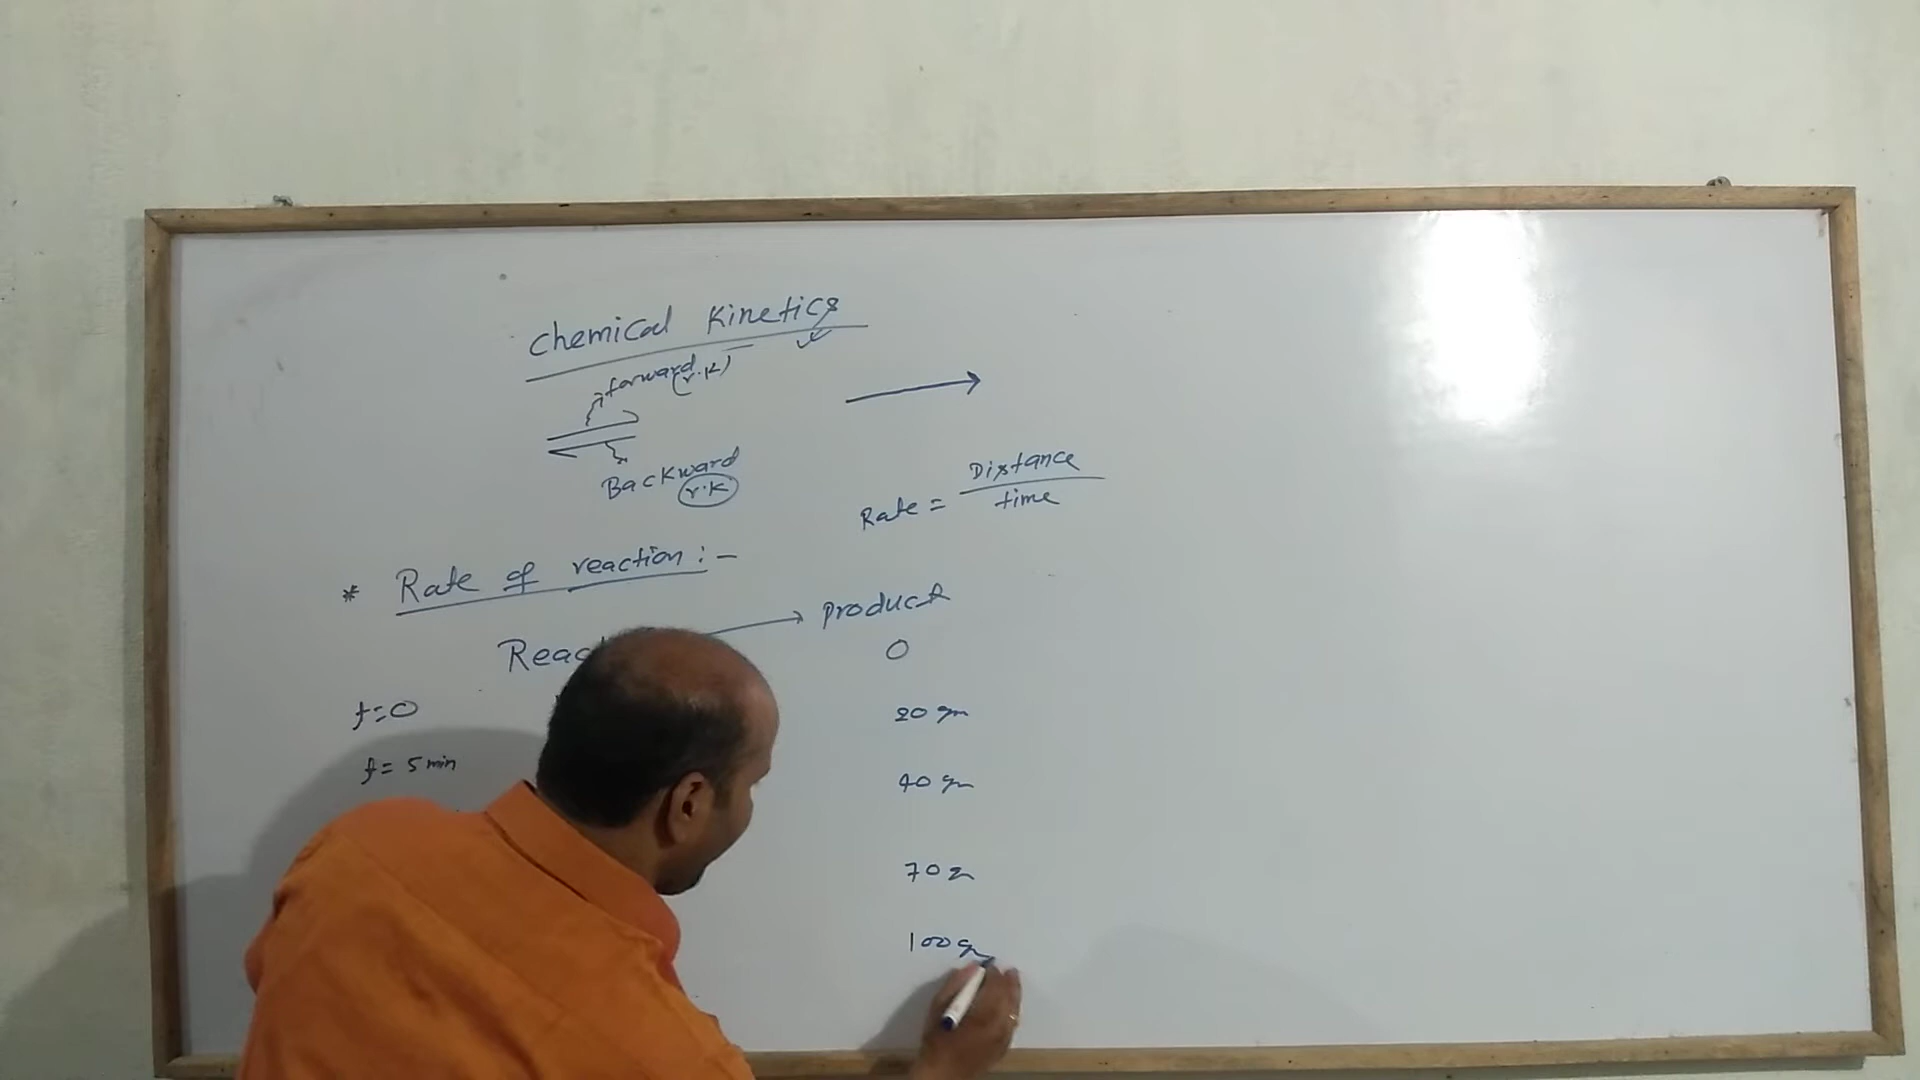 Chemical Kinetics
forward (r.K)
Backward
r.K
Rate = Distance
time
* Rate of reaction : -
Reac → Product
0
t=0 20 gm
t= 5 min 40 gm
70 g
100 gm